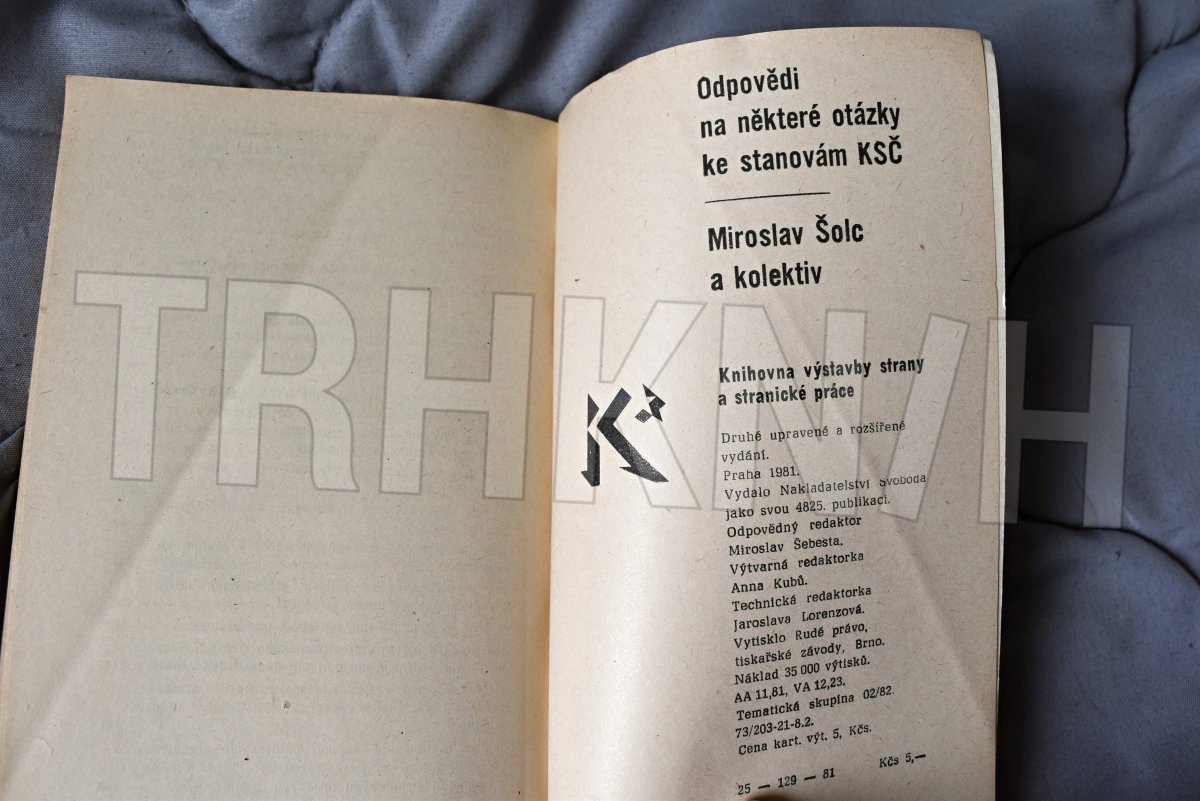 Odpovědi
na některé otázky
ke stanovám KSČ
Miroslav Šolc
a kolektiv
TRHKNIH
K
Knihovna výstavby strany
a stranické práce
Druhé upravené a rozšířené
vydání.
Praha 1981.
Vydalo Nakladatelství Svoboda
jako svou 4825. publikaci.
Odpovědný redaktor
Miroslav Šebesta.
Výtvarná redaktorka
Anna Kubů.
Technická redaktorka
Jaroslava Lorenzová.
Vytisklo Rudé právo,
tiskařské závody, Brno.
Náklad 35 000 výtisků.
AA 11,81, VA 12,23.
Tematická skupina 02/82.
73/203-21-8.2.
Cena kart. výt. 5, Kčs.
25 — 129 — 81 Kčs 5,—